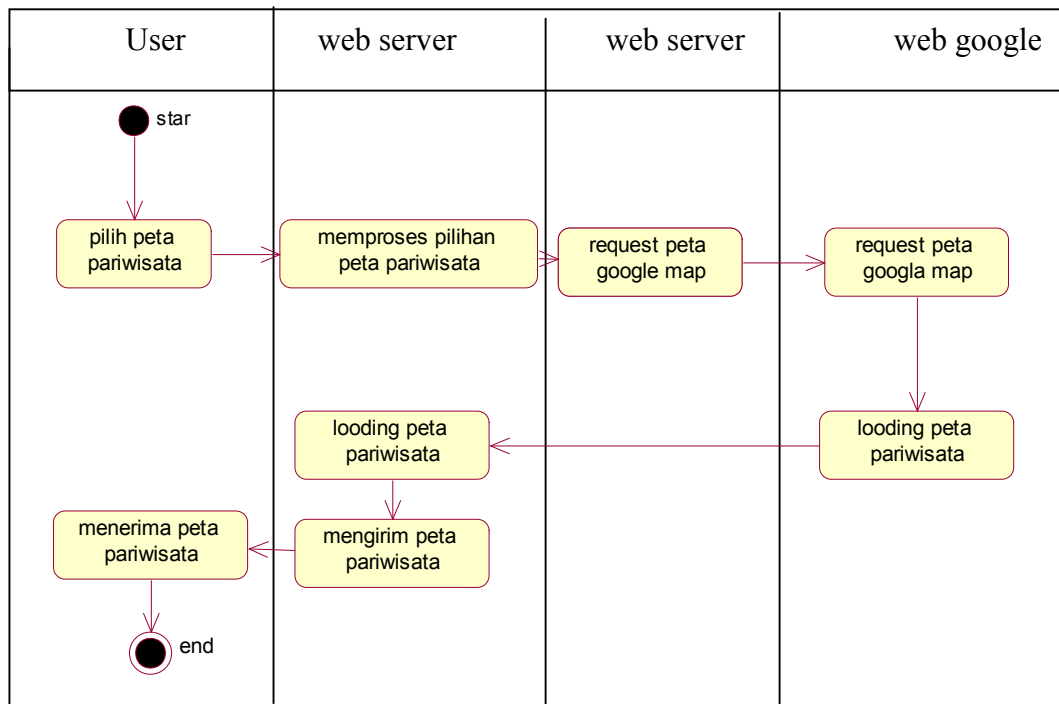 User
web server
web server
web google
star
pilih peta
pariwisata
memproses pilihan
peta pariwisata
request peta
google map
request peta
googla map
looding peta
pariwisata
looding peta
pariwisata
menerima peta
pariwisata
mengirim peta
pariwisata
end